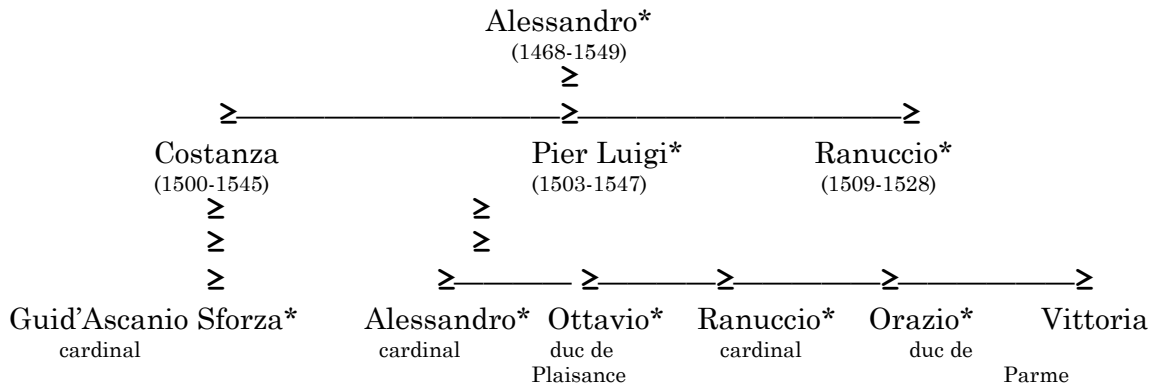 Alessandro*
(1468-1549)
≥
≥ ≥ ≥
Costanza Pier Luigi* Ranuccio*
(1500-1545) (1503-1547) (1509-1528)
≥ ≥
≥ ≥
≥ ≥ ≥ ≥ ≥ ≥
Guid'Ascanio Sforza* Alessandro* Ottavio* Ranuccio* Orazio* Vittoria
cardinal cardinal duc de cardinal duc de
Plaisance Parme